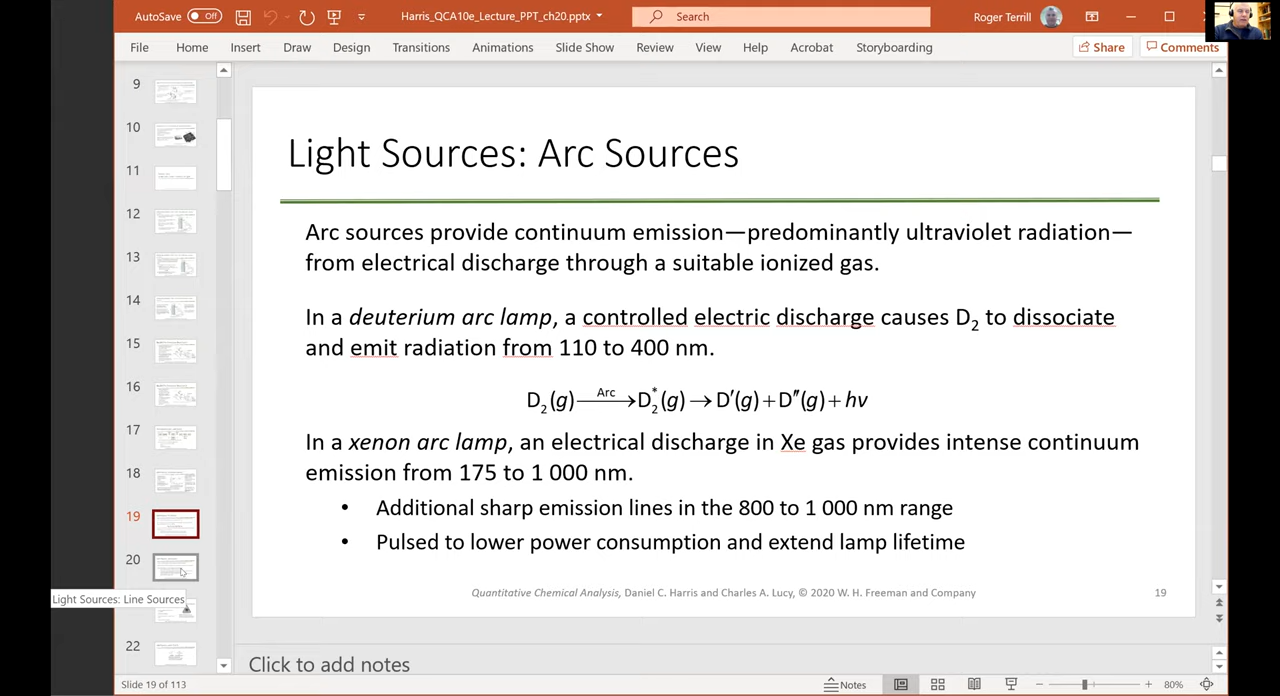 AutoSave Off Harris_QCA10e_Lecture_PPT_ch20.pptx Search Roger Terrill
File Home Insert Draw Design Transitions Animations Slide Show Review View Help Acrobat Storyboarding Share Comments
9
10
11
12
13
14
15
16
17
18
19
20
Light Sources: Line Sources
22
Light Sources: Arc Sources
Arc sources provide continuum emission—predominantly ultraviolet radiation—
from electrical discharge through a suitable ionized gas.
In a deuterium arc lamp, a controlled electric discharge causes D₂ to dissociate
and emit radiation from 110 to 400 nm.
D₂(g) —Arc→ D₂*(g) → D′(g) + D″(g) + hν
In a xenon arc lamp, an electrical discharge in Xe gas provides intense continuum
emission from 175 to 1 000 nm.
• Additional sharp emission lines in the 800 to 1 000 nm range
• Pulsed to lower power consumption and extend lamp lifetime
Quantitative Chemical Analysis, Daniel C. Harris and Charles A. Lucy, © 2020 W. H. Freeman and Company 19
Click to add notes
Slide 19 of 113 Notes 80%